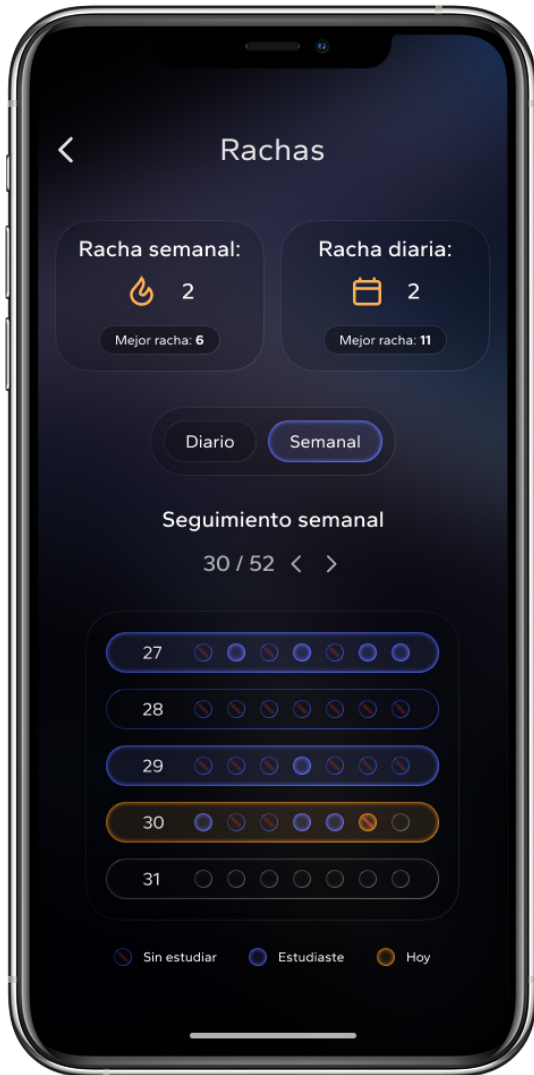 Rachas
Racha semanal:
2
Mejor racha: 6
Racha diaria:
2
Mejor racha: 11
Diario
Semanal
Seguimiento semanal
30 / 52
27
28
29
30
31
Sin estudiar
Estudiaste
Hoy